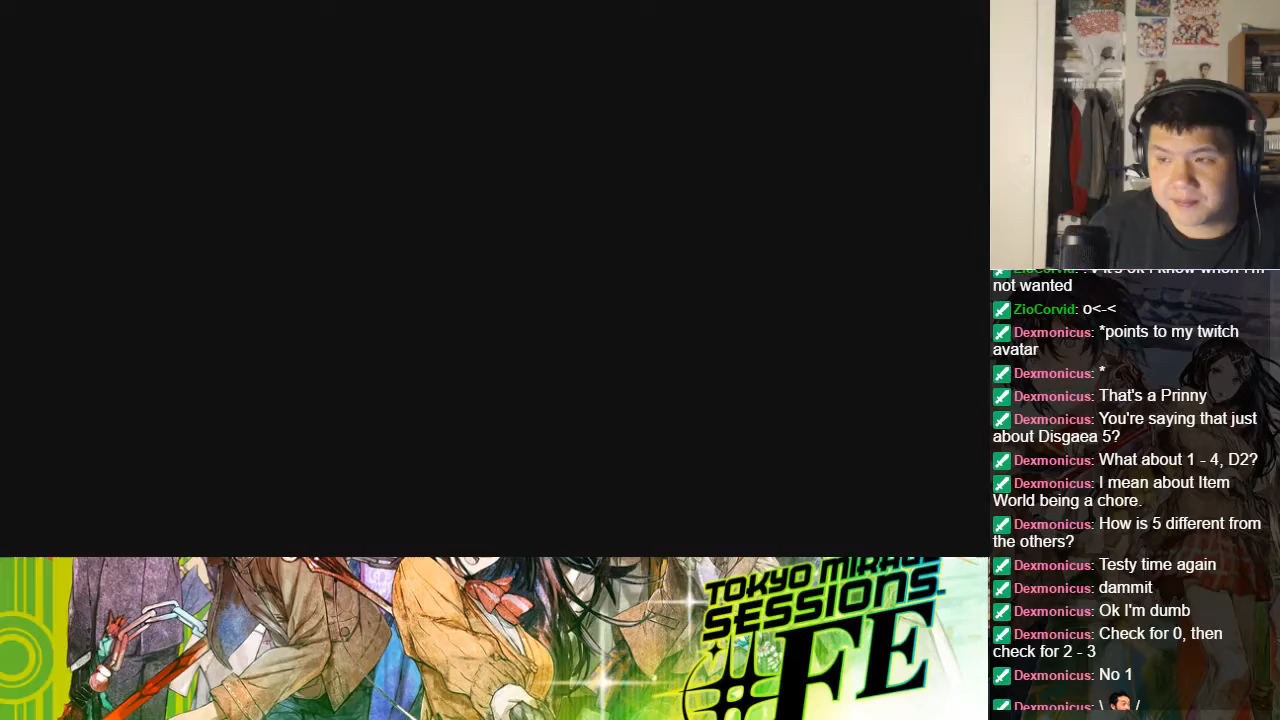 not wanted
ZioCorvid: o<-<
Dexmonicus: *points to my twitch
avatar
Dexmonicus: *
Dexmonicus: That's a Prinny
Dexmonicus: You're saying that just
about Disgaea 5?
Dexmonicus: What about 1 - 4, D2?
Dexmonicus: I mean about Item
World being a chore.
Dexmonicus: How is 5 different from
the others?
Dexmonicus: Testy time again
Dexmonicus: dammit
Dexmonicus: Ok I'm dumb
Dexmonicus: Check for 0, then
check for 2 - 3
Dexmonicus: No 1
Dexmonicus: \ /
TOKYO MIRAGE
SESSIONS
#FE